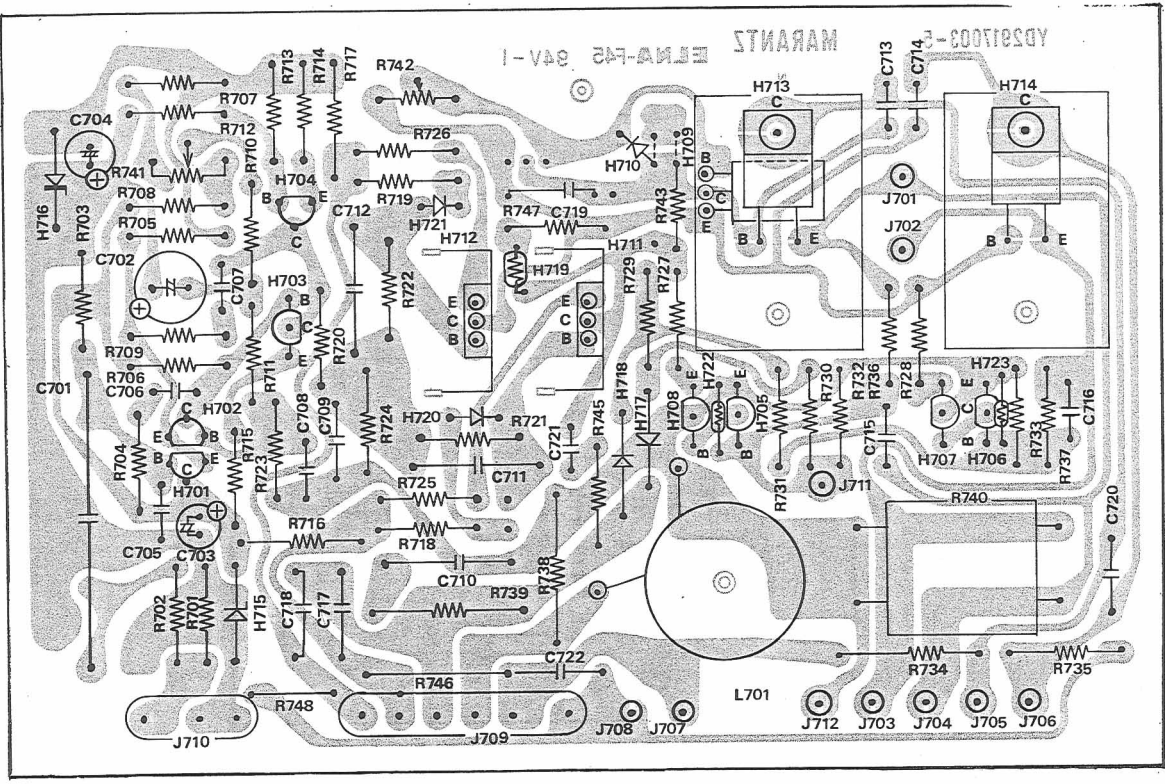 YD2917003-5
MARANTZ
ELNA-F45 94V-1
R713
R714
R717
R742
C713
C714
H713
C
H714
C
R707
R712
C704
R726
H710
H709
R710
R741
H704
B
E
C
R708
R719
C712
H716
R703
R705
H721
H712
R747
C719
R743
B
C
E
B
E
J701
J702
B
E
C702
C707
H703
B
C
E
R722
E
C
B
H719
H711
R729
R727
E
C
B
R709
R706
C706
R711
R720
C701
H702
E
B
C
B
E
H701
R704
R715
R723
C708
C709
R724
H720
R721
C721
R745
H718
H717
H708
E
H722
E
B
B
H705
R730
R732
R736
R728
H723
E
C
B
H707
H706
R733
R737
C716
C715
R731
J711
C711
R725
C705
C703
R716
R718
C710
R738
R740
C720
R702
R701
H715
C718
C717
R739
C722
R746
R748
L701
R734
R735
J710
J709
J708
J707
J712
J703
J704
J705
J706